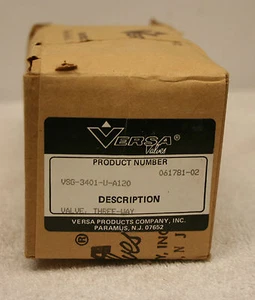 VERSA®
Valves
PRODUCT NUMBER
061781-02
VSG-3401-U-A120
DESCRIPTION
VALVE, THREE-WAY
VERSA PRODUCTS COMPANY, INC.
PARAMUS, N.J. 07652